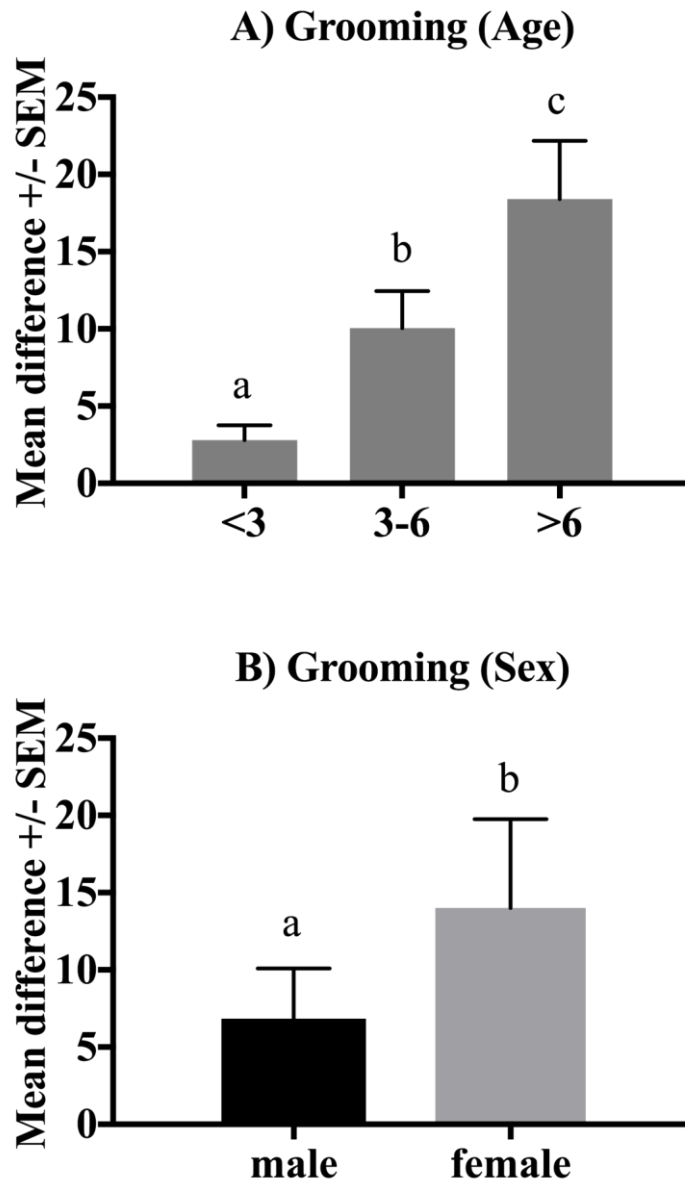 A) Grooming (Age)
Mean difference +/- SEM
25
20
15
10
5
0
a
b
c
<3 3-6 >6
B) Grooming (Sex)
Mean difference +/- SEM
25
20
15
10
5
0
a
b
male female